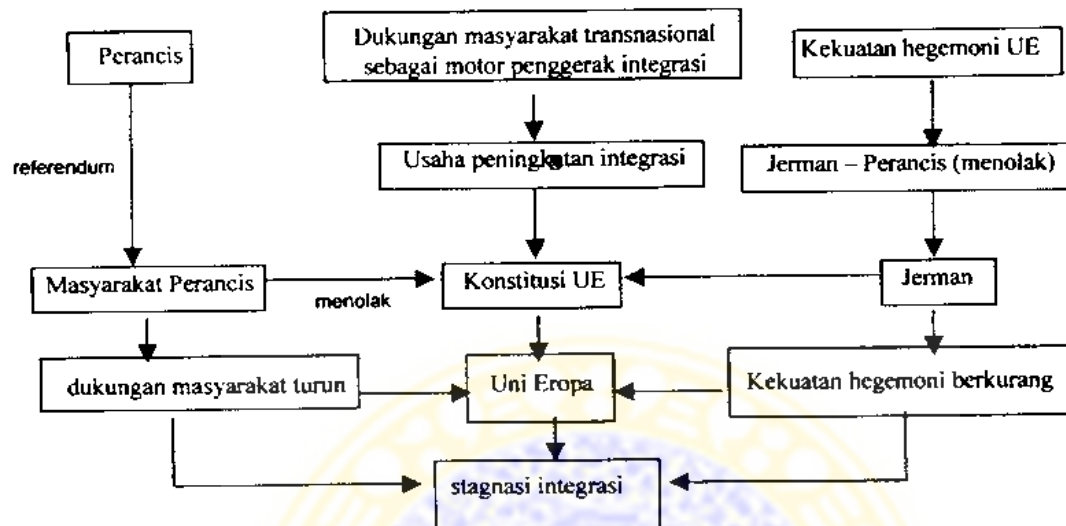 Perancis
Dukungan masyarakat transnasional
sebagai motor penggerak integrasi
Kekuatan hegemoni UE
referendum
Usaha peningkatan integrasi
Jerman – Perancis (menolak)
Masyarakat Perancis
menolak
Konstitusi UE
Jerman
dukungan masyarakat turun
Uni Eropa
Kekuatan hegemoni berkurang
stagnasi integrasi